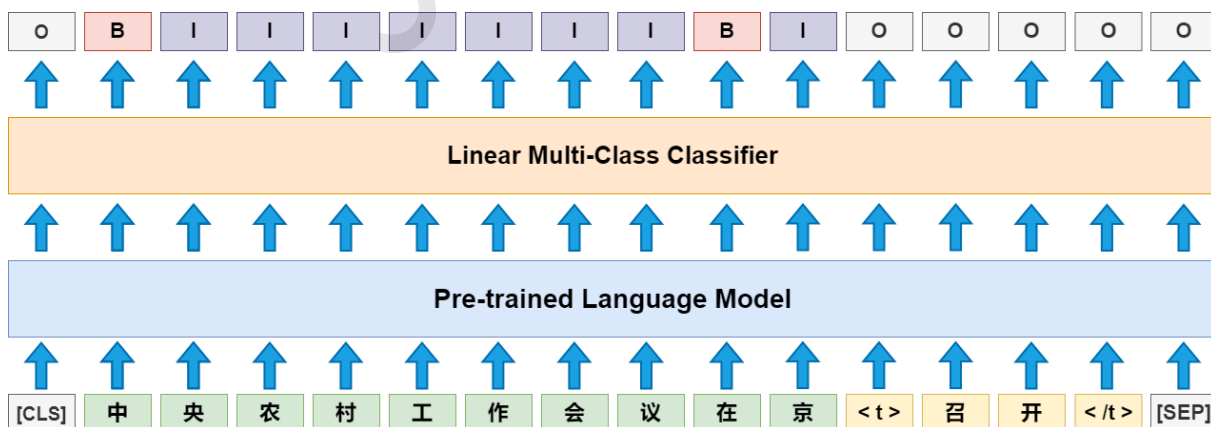 O B I I I I I I I B I O O O O O
Linear Multi-Class Classifier
Pre-trained Language Model
[CLS] 中 央 农 村 工 作 会 议 在 京 < t > 召 开 < /t > [SEP]